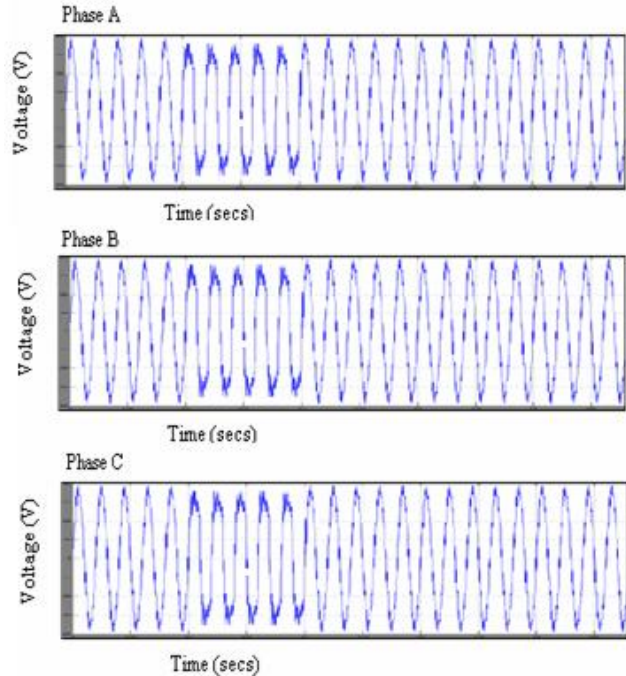 Phase A
Voltage (V)
Time (secs)
Phase B
Voltage (V)
Time (secs)
Phase C
Voltage (V)
Time (secs)